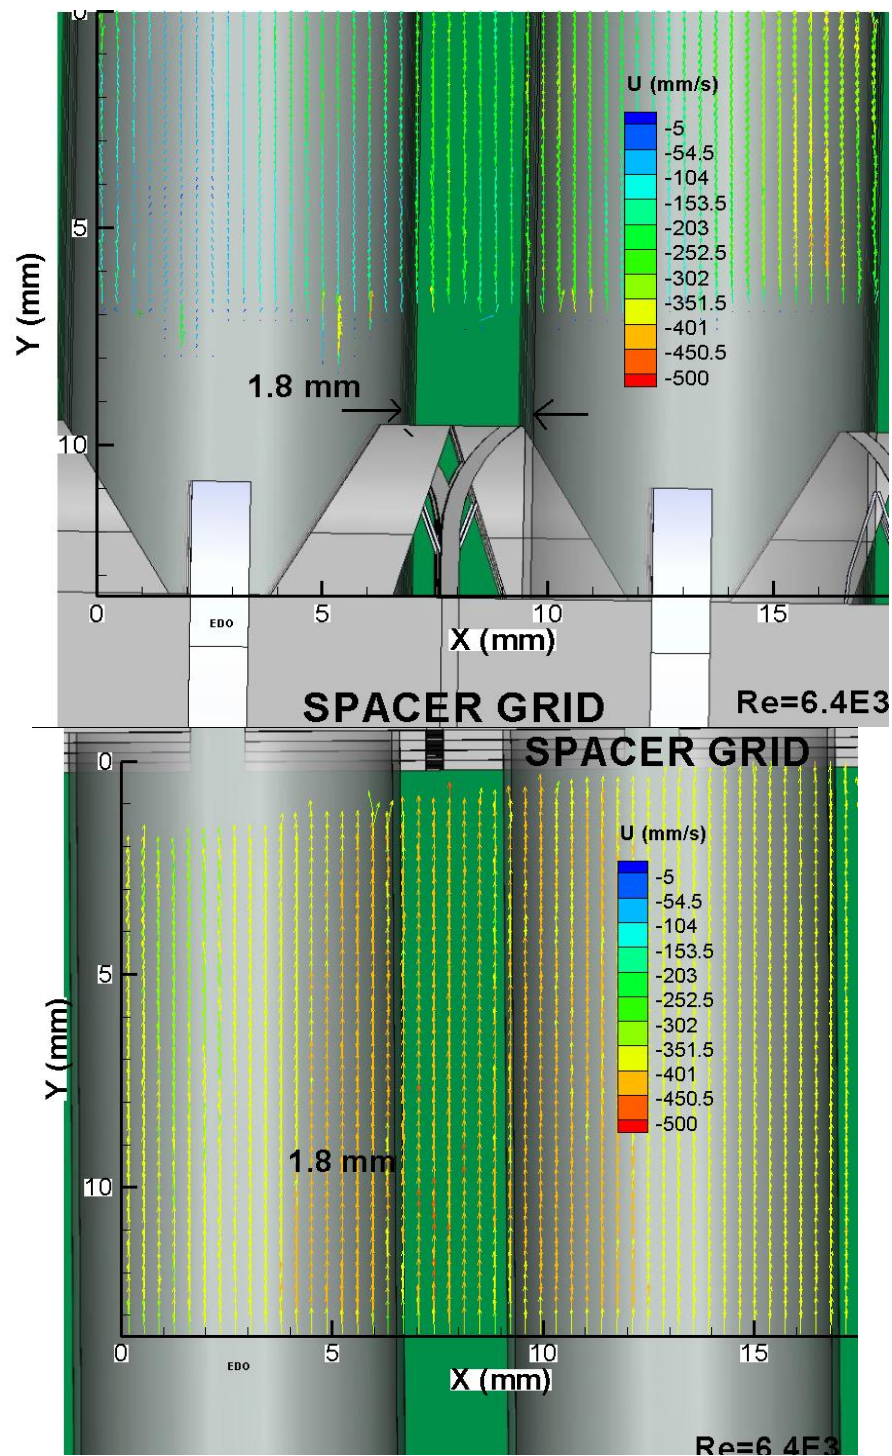 0
U (mm/s)
-5
-54.5
-104
-153.5
-203
-252.5
-302
-351.5
-401
-450.5
-500
5
Y (mm)
1.8 mm
10
0 5 10 15
EDO
X (mm)
SPACER GRID
Re=6.4E3
SPACER GRID
0
U (mm/s)
-5
-54.5
-104
-153.5
-203
-252.5
-302
-351.5
-401
-450.5
-500
5
Y (mm)
1.8 mm
10
0 5 10 15
EDO
X (mm)
Re=6.4E3